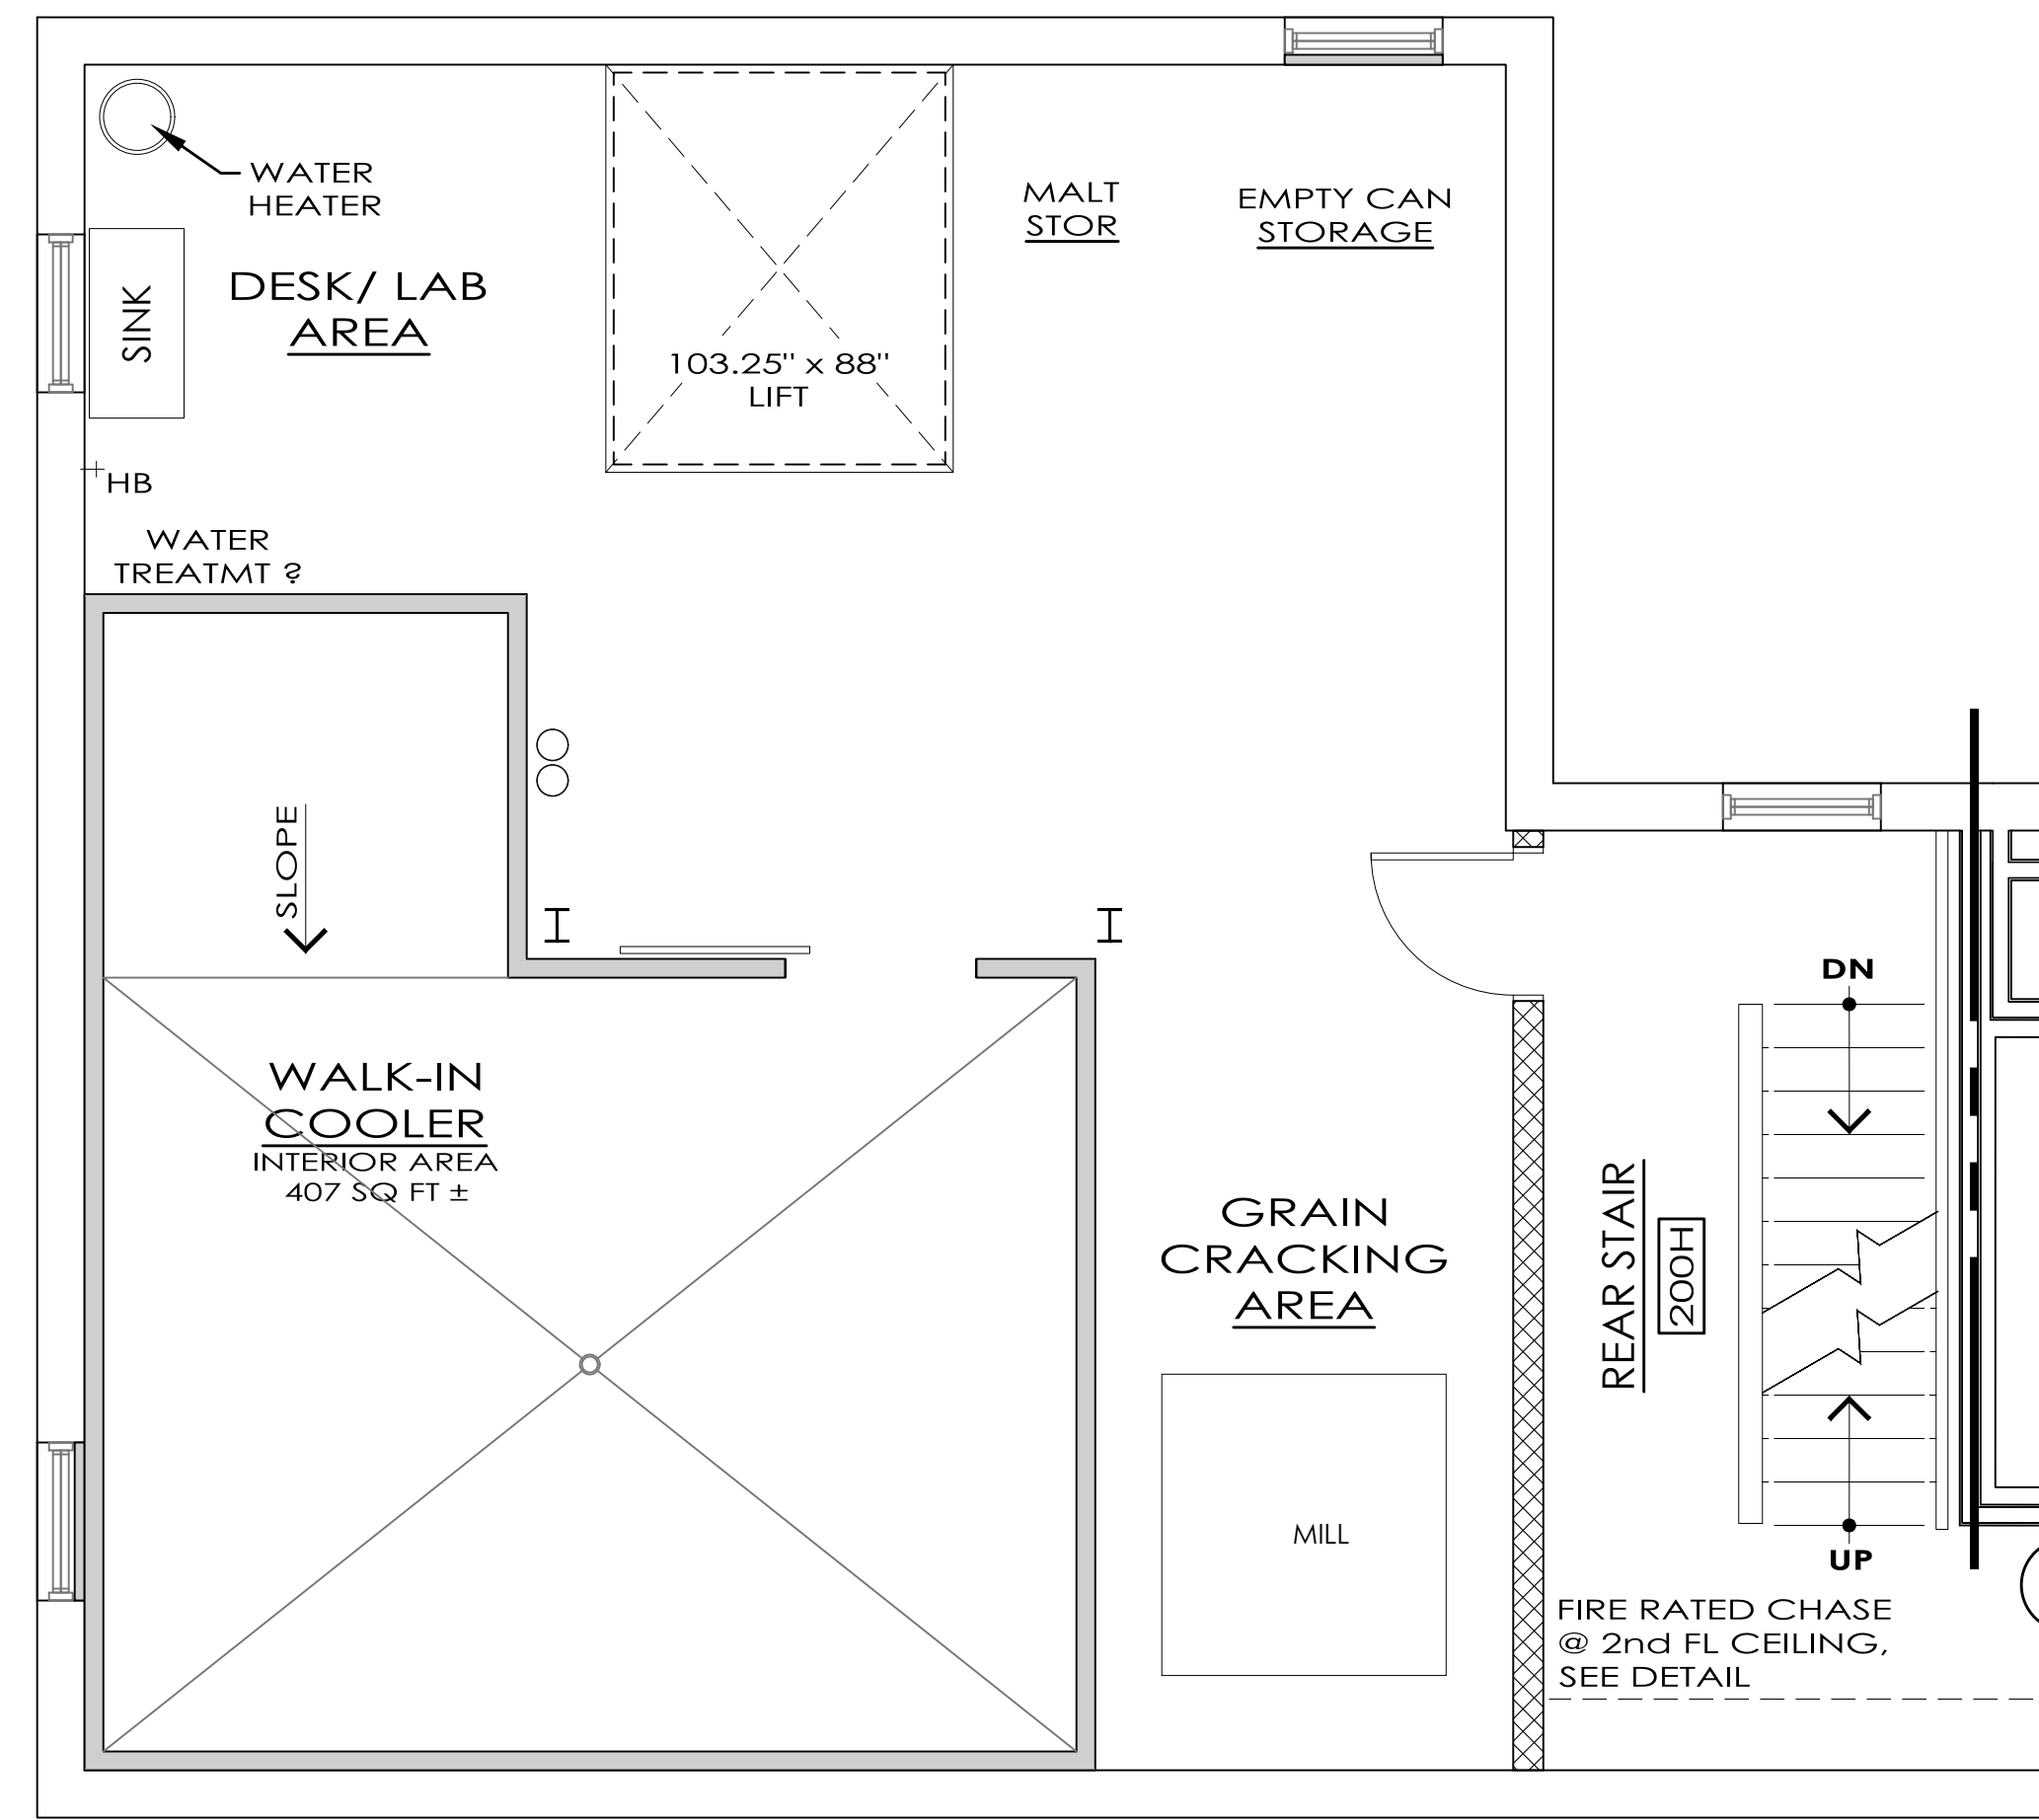 WATER
HEATER
MALT
STOR
EMPTY CAN
STORAGE
SINK
DESK/ LAB
AREA
103.25" x 88"
LIFT
HB
WATER
TREATMT ?
SLOPE
WALK-IN
COOLER
INTERIOR AREA
407 SQ FT ±
GRAIN
CRACKING
AREA
MILL
DN
REAR STAIR
200H
UP
FIRE RATED CHASE
@ 2nd FL CEILING,
SEE DETAIL